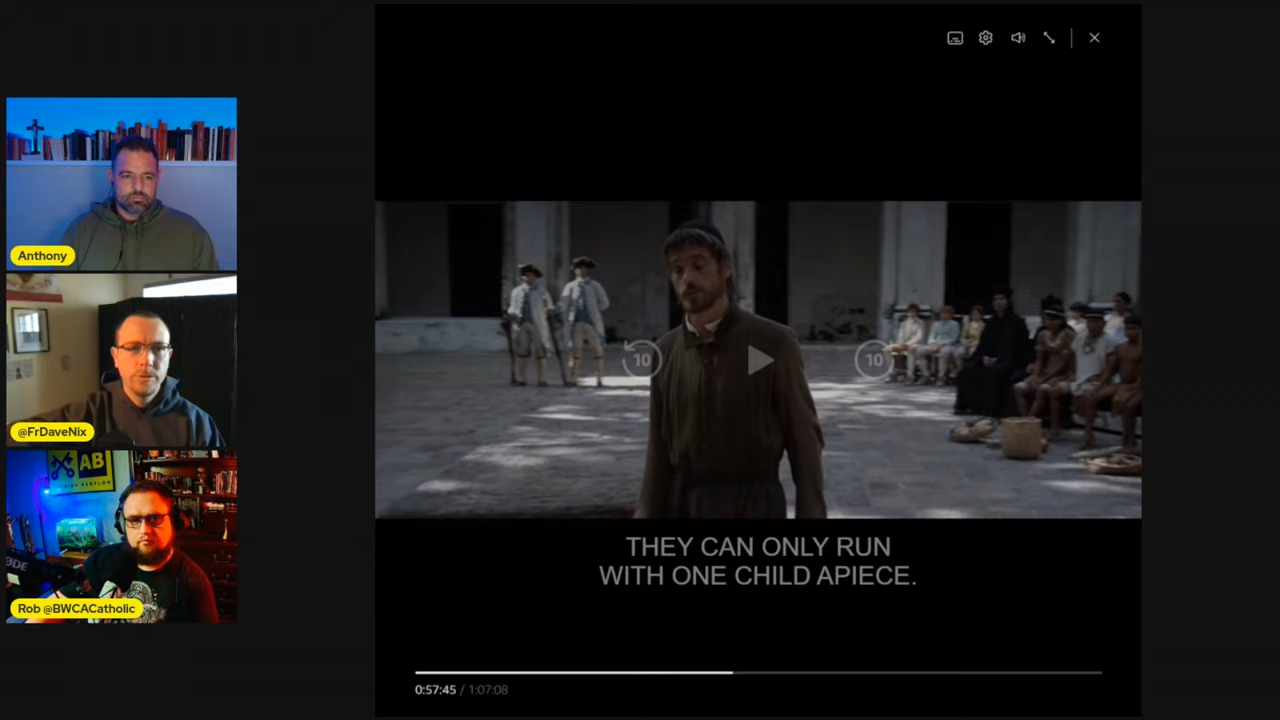 Anthony
@FrDaveNix
AB
Rob @BWCACatholic
10
10
THEY CAN ONLY RUN
WITH ONE CHILD APIECE.
0:57:45 / 1:07:08